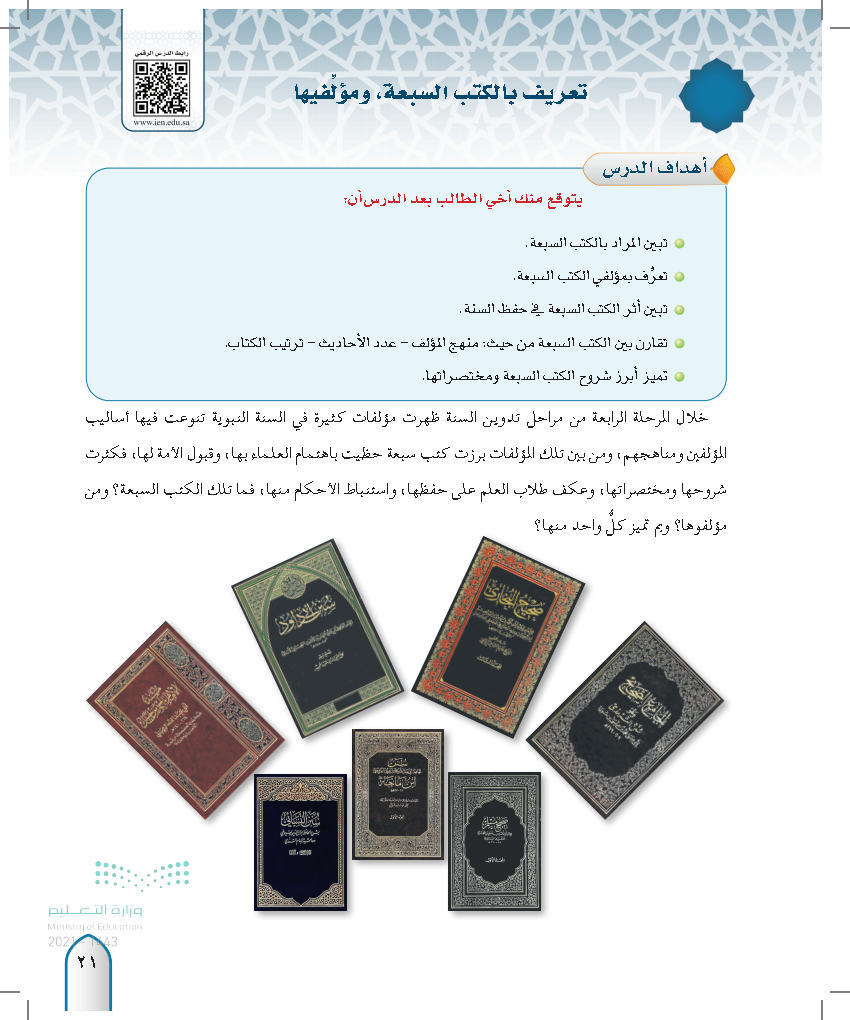 رابط الدرس الرقمي
www.ien.edu.sa
تعريف بالكتب السبعة، ومؤلِّفيها
أهداف الدرس
يتوقع منك أخي الطالب بعد الدرس أن:
تبين المراد بالكتب السبعة.
تعرُّف بمؤلفي الكتب السبعة.
تبين أثر الكتب السبعة في حفظ السنة.
تقارن بين الكتب السبعة من حيث: منهج المؤلف – عدد الأحاديث – ترتيب الكتاب.
تميز أبرز شروح الكتب السبعة ومختصراتها.
خلال المرحلة الرابعة من مراحل تدوين السنة ظهرت مؤلفات كثيرة في السنة النبوية تنوعت فيها أساليب
المؤلفين ومناهجهم، ومن بين تلك المؤلفات برزت كتب سبعة حظيت باهتمام العلماء بها، وقبول الأمة لها، فكثرت
شروحها ومختصراتها، وعكف طلاب العلم على حفظها، واستنباط الأحكام منها، فما تلك الكتب السبعة؟ ومن
مؤلفوها؟ وبم تميز كلٌّ واحد منها؟
صحيح البخاري
سنن أبي داود
الجامع الصحيح
مسند
سنن
ابن ماجة
سنن النسائي
صحيح مسلم
وزارة التعليم
Ministry of Education
2021 - 1443
٢١